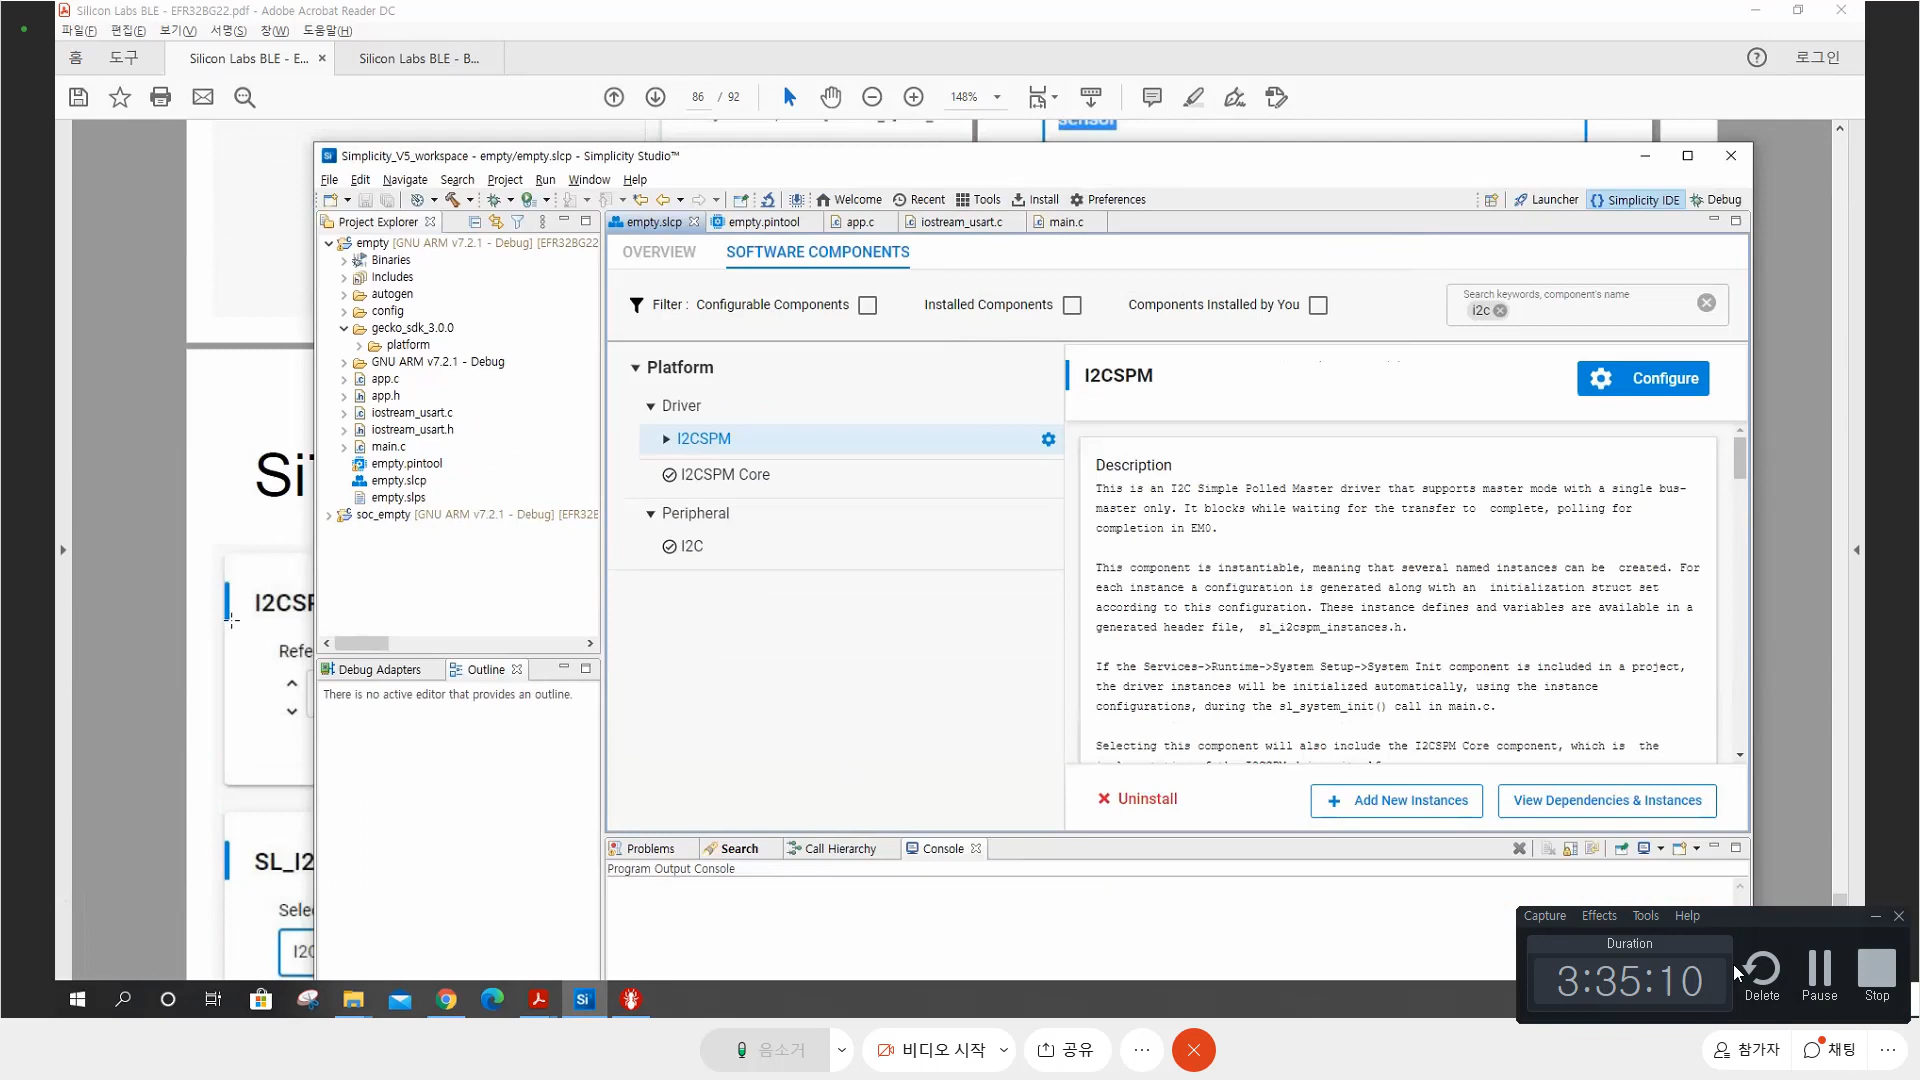 Silicon Labs BLE - EFR32BG22.pdf - Adobe Acrobat Reader DC
파일(F) 편집(E) 보기(V) 서명(S) 창(W) 도움말(H)
홈 도구 Silicon Labs BLE - E... × Silicon Labs BLE - B... 로그인
86 / 92 148%
sensor
Simplicity_V5_workspace - empty/empty.slcp - Simplicity Studio™
File Edit Navigate Search Project Run Window Help
Welcome Recent Tools Install Preferences Launcher Simplicity IDE Debug
Project Explorer
empty.slcp empty.pintool app.c iostream_usart.c main.c
empty [GNU ARM v7.2.1 - Debug] [EFR32BG22
Binaries
Includes
autogen
config
gecko_sdk_3.0.0
platform
GNU ARM v7.2.1 - Debug
app.c
app.h
iostream_usart.c
iostream_usart.h
main.c
empty.pintool
empty.slcp
empty.slps
soc_empty [GNU ARM v7.2.1 - Debug] [EFR32E
OVERVIEW SOFTWARE COMPONENTS
Filter : Configurable Components Installed Components Components Installed by You
Search keywords, component's name
i2c
Platform
Driver
I2CSPM
I2CSPM Core
Peripheral
I2C
I2CSPM
Configure
Description
This is an I2C Simple Polled Master driver that supports master mode with a single bus-
master only. It blocks while waiting for the transfer to complete, polling for
completion in EM0.
This component is instantiable, meaning that several named instances can be created. For
each instance a configuration is generated along with an initialization struct set
according to this configuration. These instance defines and variables are available in a
generated header file, sl_i2cspm_instances.h.
If the Services->Runtime->System Setup->System Init component is included in a project,
the driver instances will be initialized automatically, using the instance
configurations, during the sl_system_init() call in main.c.
Selecting this component will also include the I2CSPM Core component, which is the
Uninstall Add New Instances View Dependencies & Instances
Debug Adapters Outline
There is no active editor that provides an outline.
Problems Search Call Hierarchy Console
Program Output Console
Si
I2CSP
Refe
SL_I2
Sele
I2C
Capture Effects Tools Help
Duration
3:35:10
Delete Pause Stop
음소거 비디오 시작 공유 참가자 채팅